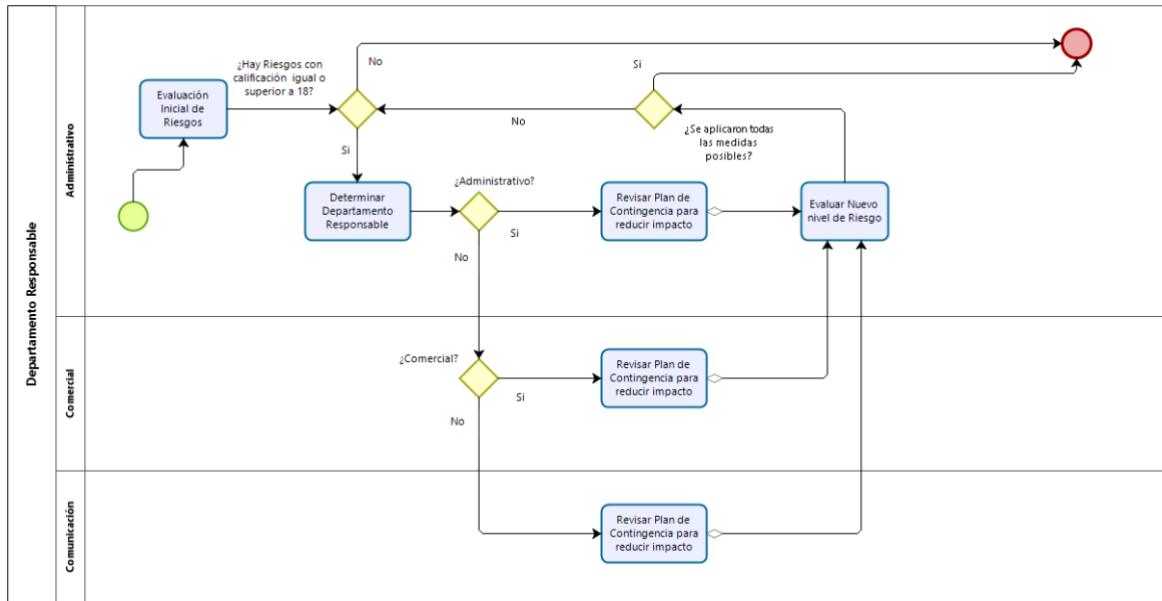 Departamento Responsable
Administrativo
¿Hay Riesgos con
calificación igual o
superior a 18?
Evaluación
Inicial de
Riesgos
No
Si
No
Si
¿Se aplicaron todas
las medidas
posibles?
Determinar
Departamento
Responsable
¿Administrativo?
Si
No
Revisar Plan de
Contingencia para
reducir impacto
Evaluar Nuevo
nivel de Riesgo
Comercial
¿Comercial?
Si
No
Revisar Plan de
Contingencia para
reducir impacto
Comunicación
Revisar Plan de
Contingencia para
reducir impacto